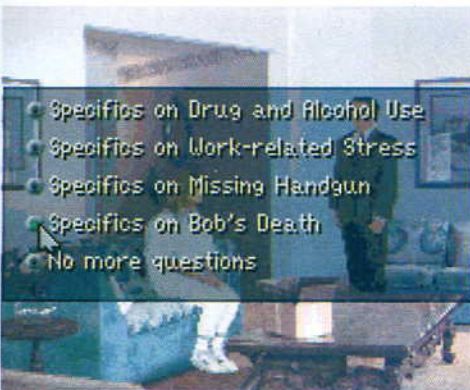 Specifics on Drug and Alcohol Use
Specifics on Work-related Stress
Specifics on Missing Handgun
Specifics on Bob's Death
No more questions